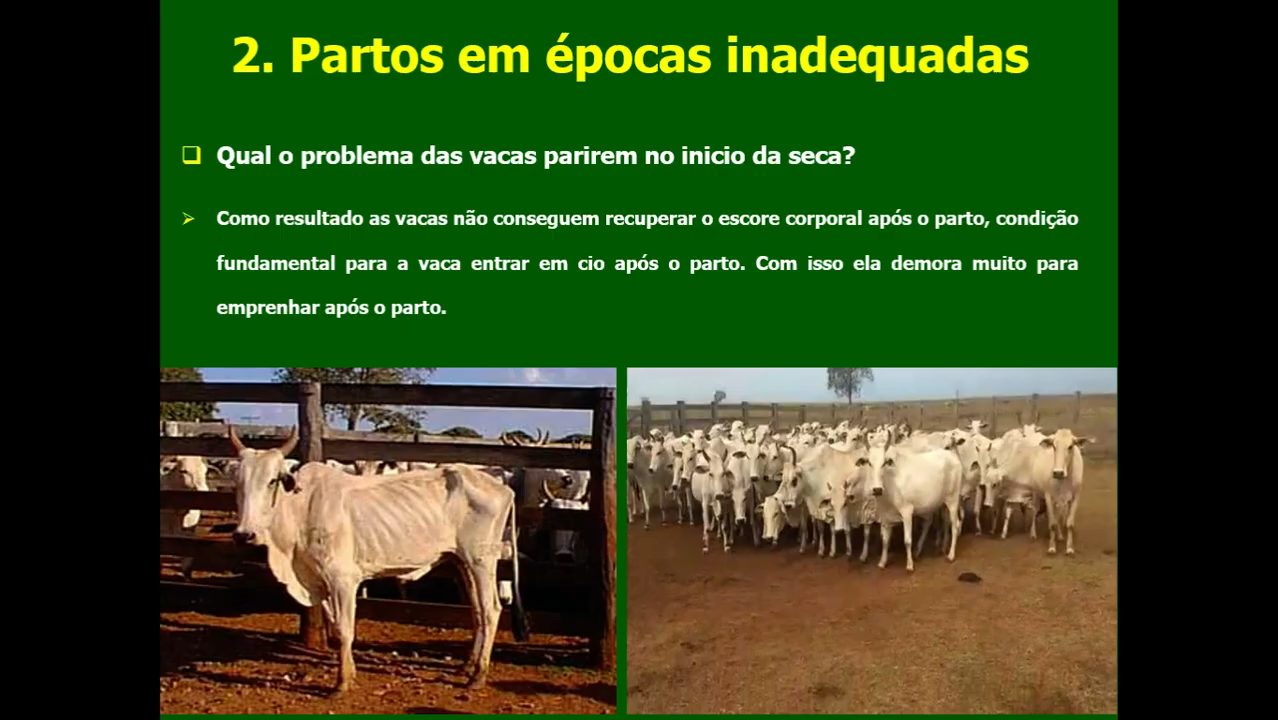 2. Partos em épocas inadequadas
Qual o problema das vacas parirem no inicio da seca?
Como resultado as vacas não conseguem recuperar o escore corporal após o parto, condição
fundamental para a vaca entrar em cio após o parto. Com isso ela demora muito para
emprenhar após o parto.